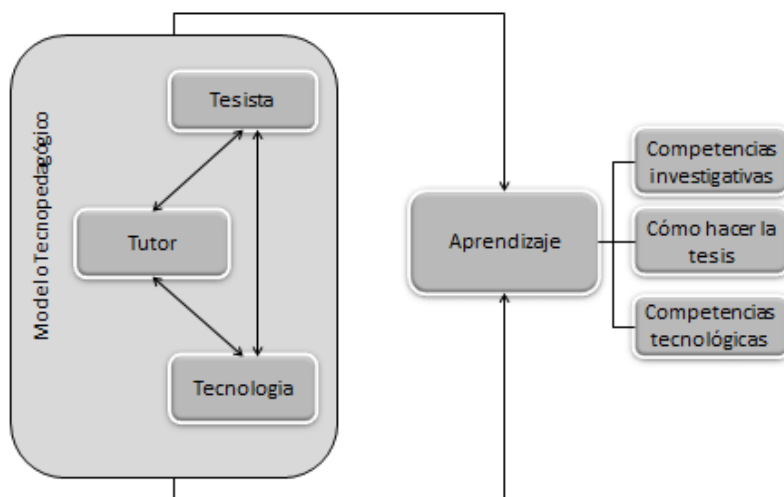 Modelo Tecnopedagógico
Tesista
Tutor
Tecnologia
Aprendizaje
Competencias
investigativas
Cómo hacer la
tesis
Competencias
tecnológicas